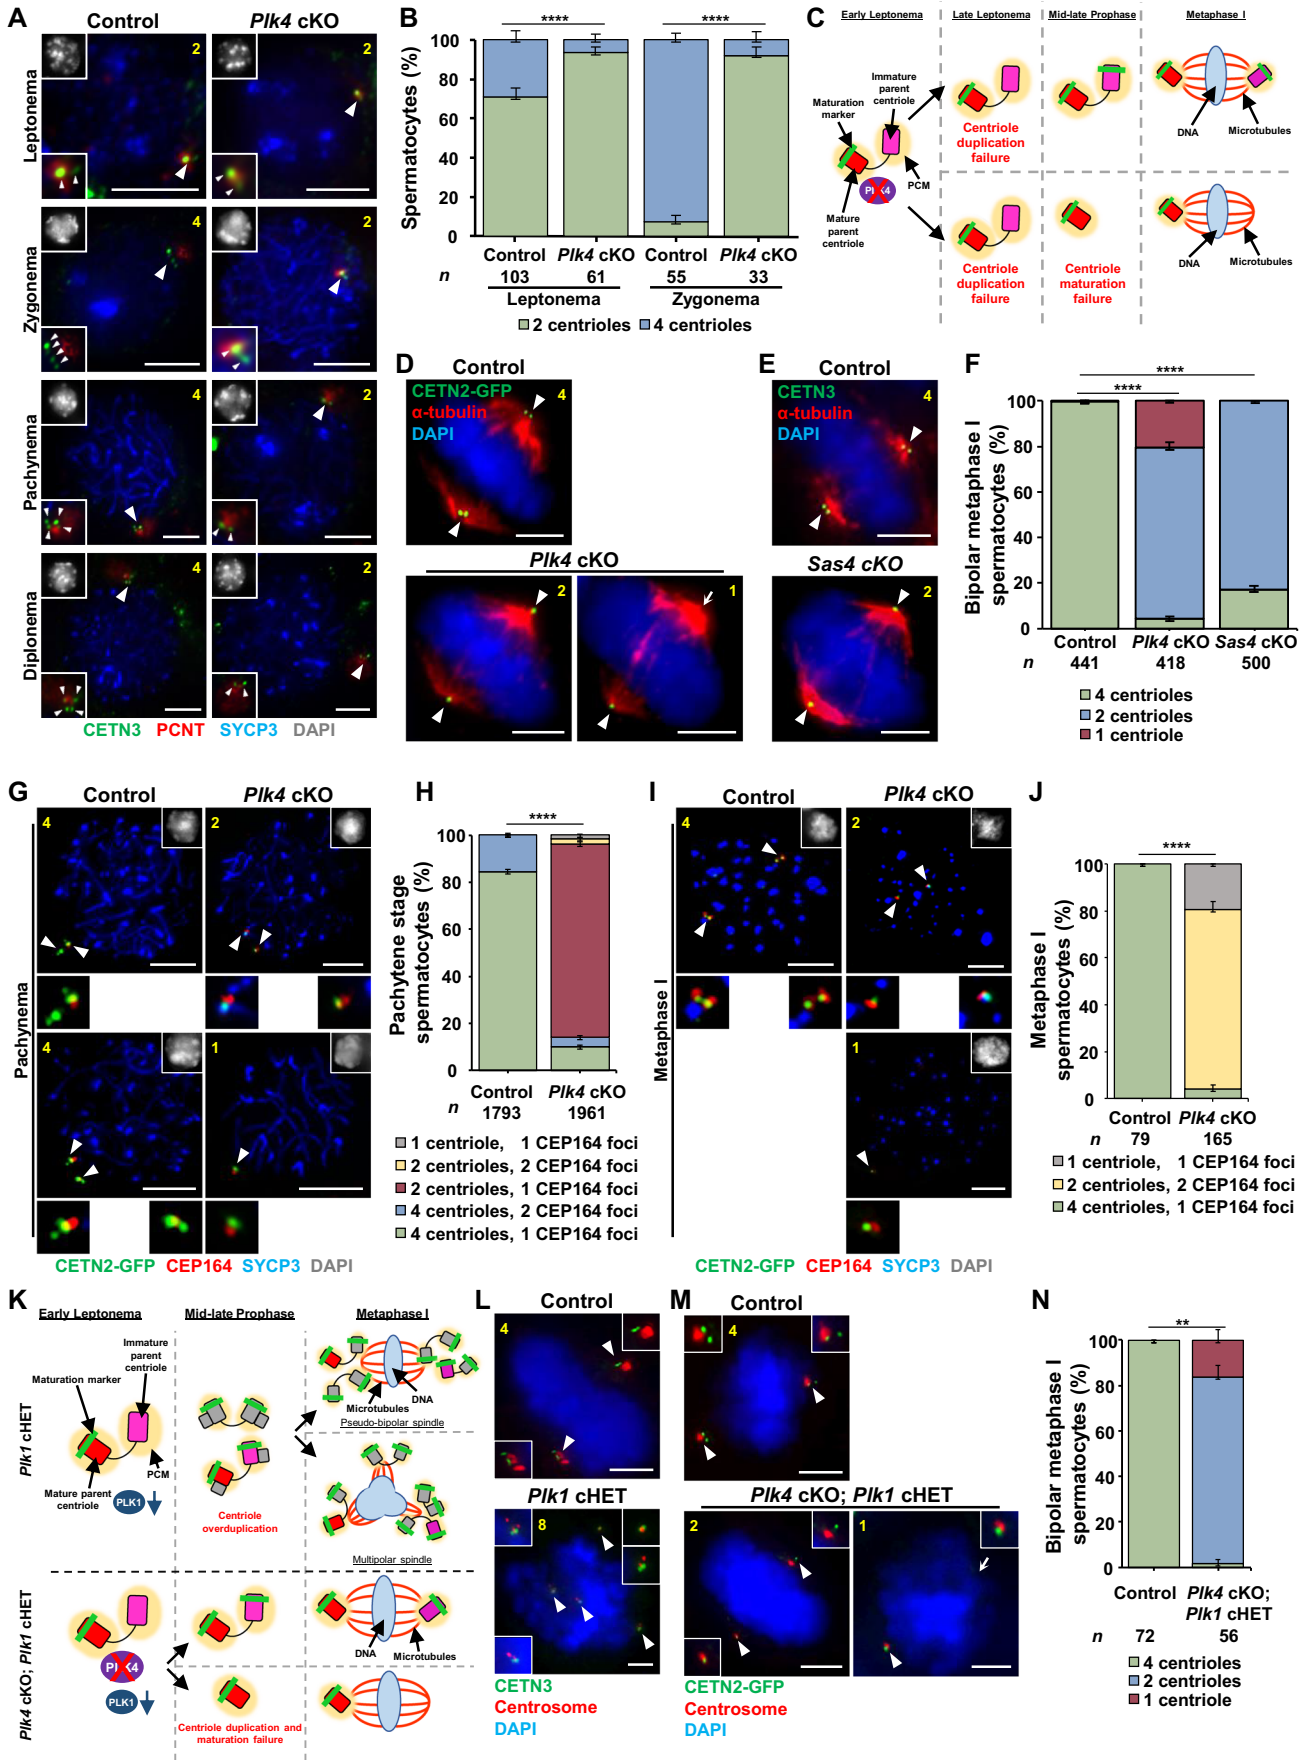 A
Control
Plk4 cKO
Leptonema
2
2
Zygonema
4
2
Pachynema
4
2
Diplonema
4
2
CETN3 PCNT SYCP3 DAPI
B
Spermatocytes (%)
100
80
60
40
20
0
****
****
Control Plk4 cKO Control Plk4 cKO
n 103 61 55 33
Leptonema Zygonema
2 centrioles 4 centrioles
C
Early Leptonema Late Leptonema Mid-late Prophase Metaphase I
Immature
parent
centriole
Maturation
marker
PCM
PLK4
Mature parent
centriole
Centriole
duplication
failure
DNA
Microtubules
Centriole
duplication
failure
Centriole
maturation
failure
DNA
Microtubules
D
Control
CETN2-GFP
α-tubulin
DAPI
4
Plk4 cKO
2
1
E
Control
CETN3
α-tubulin
DAPI
4
Sas4 cKO
2
F
Bipolar metaphase I
spermatocytes (%)
100
80
60
40
20
0
****
****
Control Plk4 cKO Sas4 cKO
n 441 418 500
4 centrioles
2 centrioles
1 centriole
G
Control
Plk4 cKO
Pachynema
4
2
4
1
CETN2-GFP CEP164 SYCP3 DAPI
H
Pachytene stage
spermatocytes (%)
100
80
60
40
20
0
****
Control Plk4 cKO
n 1793 1961
1 centriole, 1 CEP164 foci
2 centrioles, 2 CEP164 foci
2 centrioles, 1 CEP164 foci
4 centrioles, 2 CEP164 foci
4 centrioles, 1 CEP164 foci
I
Control
Plk4 cKO
Metaphase I
4
2
1
CETN2-GFP CEP164 SYCP3 DAPI
J
Metaphase I
spermatocytes (%)
100
80
60
40
20
0
****
Control Plk4 cKO
n 79 165
1 centriole, 1 CEP164 foci
2 centrioles, 2 CEP164 foci
4 centrioles, 1 CEP164 foci
K
Early Leptonema Mid-late Prophase Metaphase I
Plk1 cHET
Immature
parent
centriole
Maturation marker
PCM
Mature parent
centriole
PLK1
Centriole
overduplication
DNA
Microtubules
Pseudo-bipolar spindle
Multipolar spindle
Plk4 cKO; Plk1 cHET
PLK4
PLK1
Centriole duplication and
maturation failure
DNA
Microtubules
L
Control
4
Plk1 cHET
8
CETN3
Centrosome
DAPI
M
Control
4
Plk4 cKO; Plk1 cHET
2
1
CETN2-GFP
Centrosome
DAPI
N
Bipolar metaphase I
spermatocytes (%)
100
80
60
40
20
0
**
Control Plk4 cKO;
Plk1 cHET
n 72 56
4 centrioles
2 centrioles
1 centriole